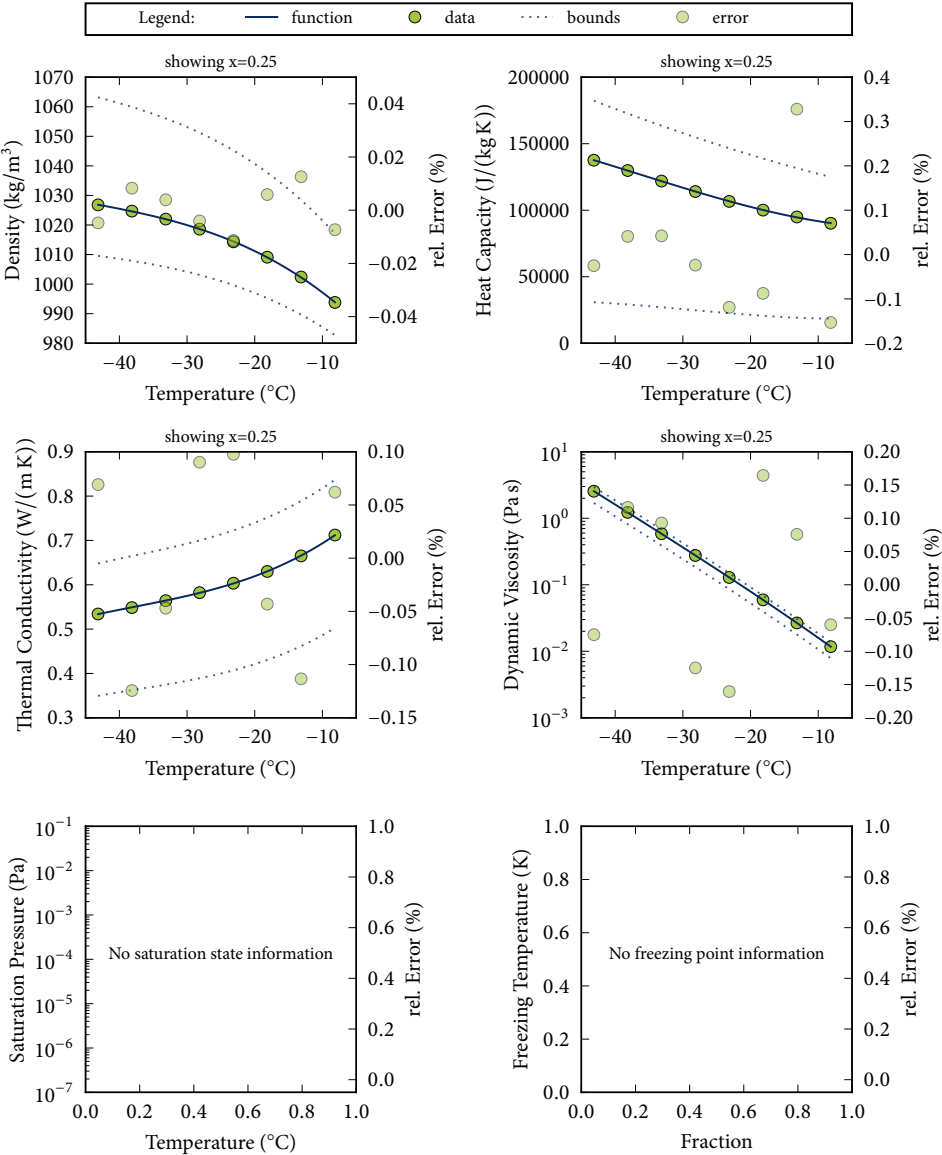 Legend: function data bounds error
showing x=0.25
1070
1060
1050
1040
1030
1020
1010
1000
990
980
Density (kg/m³)
0.04
0.02
0.00
−0.02
−0.04
rel. Error (%)
−40 −30 −20 −10
Temperature (°C)
showing x=0.25
200000
150000
100000
50000
0
Heat Capacity (J/(kg K))
0.4
0.3
0.2
0.1
0.0
−0.1
−0.2
rel. Error (%)
−40 −30 −20 −10
Temperature (°C)
showing x=0.25
0.9
0.8
0.7
0.6
0.5
0.4
0.3
Thermal Conductivity (W/(m K))
0.10
0.05
0.00
−0.05
−0.10
−0.15
rel. Error (%)
−40 −30 −20 −10
Temperature (°C)
showing x=0.25
10¹
10⁰
10⁻¹
10⁻²
10⁻³
Dynamic Viscosity (Pa s)
0.20
0.15
0.10
0.05
0.00
−0.05
−0.10
−0.15
−0.20
rel. Error (%)
−40 −30 −20 −10
Temperature (°C)
10⁻¹
10⁻²
10⁻³
10⁻⁴
10⁻⁵
10⁻⁶
10⁻⁷
Saturation Pressure (Pa)
No saturation state information
1.0
0.8
0.6
0.4
0.2
0.0
rel. Error (%)
0.0 0.2 0.4 0.6 0.8 1.0
Temperature (°C)
1.0
0.8
0.6
0.4
0.2
0.0
Freezing Temperature (K)
No freezing point information
1.0
0.8
0.6
0.4
0.2
0.0
rel. Error (%)
0.0 0.2 0.4 0.6 0.8 1.0
Fraction